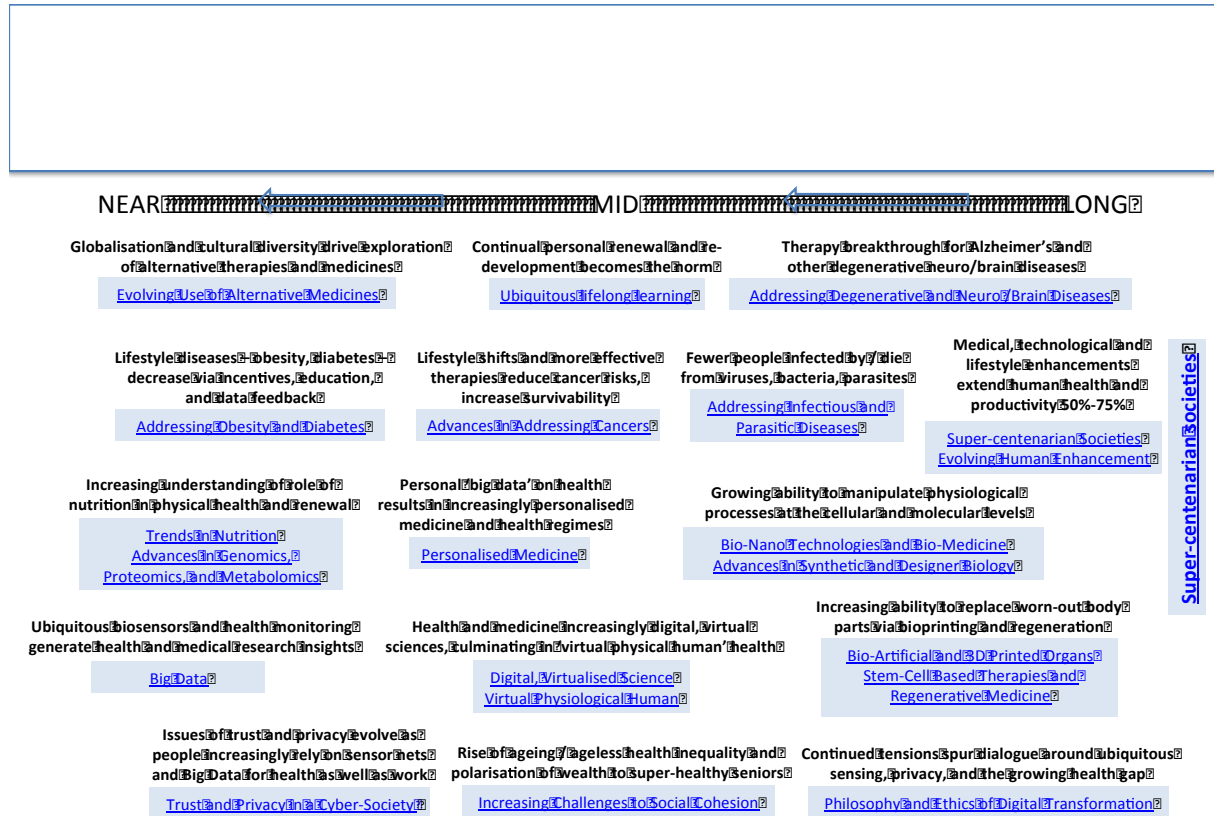 NEAR MID LONG
Globalisation and cultural diversity drive exploration
of alternative therapies and medicines
Evolving Use of Alternative Medicines
Continual personal renewal and re-
development becomes the norm
Ubiquitous lifelong learning
Therapy breakthrough for Alzheimer's and
other degenerative neuro/brain diseases
Addressing Degenerative and Neuro/Brain Diseases
Lifestyle diseases – obesity, diabetes –
decrease via incentives, education,
and data feedback
Addressing Obesity and Diabetes
Lifestyle shifts and more effective
therapies reduce cancer risks,
increase survivability
Advances in Addressing Cancers
Fewer people infected by / die
from viruses, bacteria, parasites
Addressing Infectious and
Parasitic Diseases
Medical, technological and
lifestyle enhancements
extend human health and
productivity 50%-75%
Super-centenarian Societies
Evolving Human Enhancement
Super-centenarian societies
Increasing understanding of role of
nutrition in physical health and renewal
Trends in Nutrition
Advances in Genomics,
Proteomics, and Metabolomics
Personal 'big data' on health
results in increasingly personalised
medicine and health regimes
Personalised Medicine
Growing ability to manipulate physiological
processes at the cellular and molecular levels
Bio-Nano Technologies and Bio-Medicine
Advances in Synthetic and Designer Biology
Ubiquitous biosensors and health monitoring
generate health and medical research insights
Big Data
Health and medicine increasingly digital, virtual
sciences, culminating in 'virtual physical human' health
Digital, Virtualised Science
Virtual Physiological Human
Increasing ability to replace worn-out body
parts via bioprinting and regeneration
Bio-Artificial and 3D Printed Organs
Stem-Cell Based Therapies and
Regenerative Medicine
Issues of trust and privacy evolve as
people increasingly rely on sensor nets
and Big Data for health as well as work
Trust and Privacy in a Cyber-Society
Rise of ageing / ageless health inequality and
polarisation of wealth to super-healthy seniors
Increasing Challenges to Social Cohesion
Continued tensions spur dialogue around ubiquitous
sensing, privacy, and the growing health gap
Philosophy and Ethics of Digital Transformation